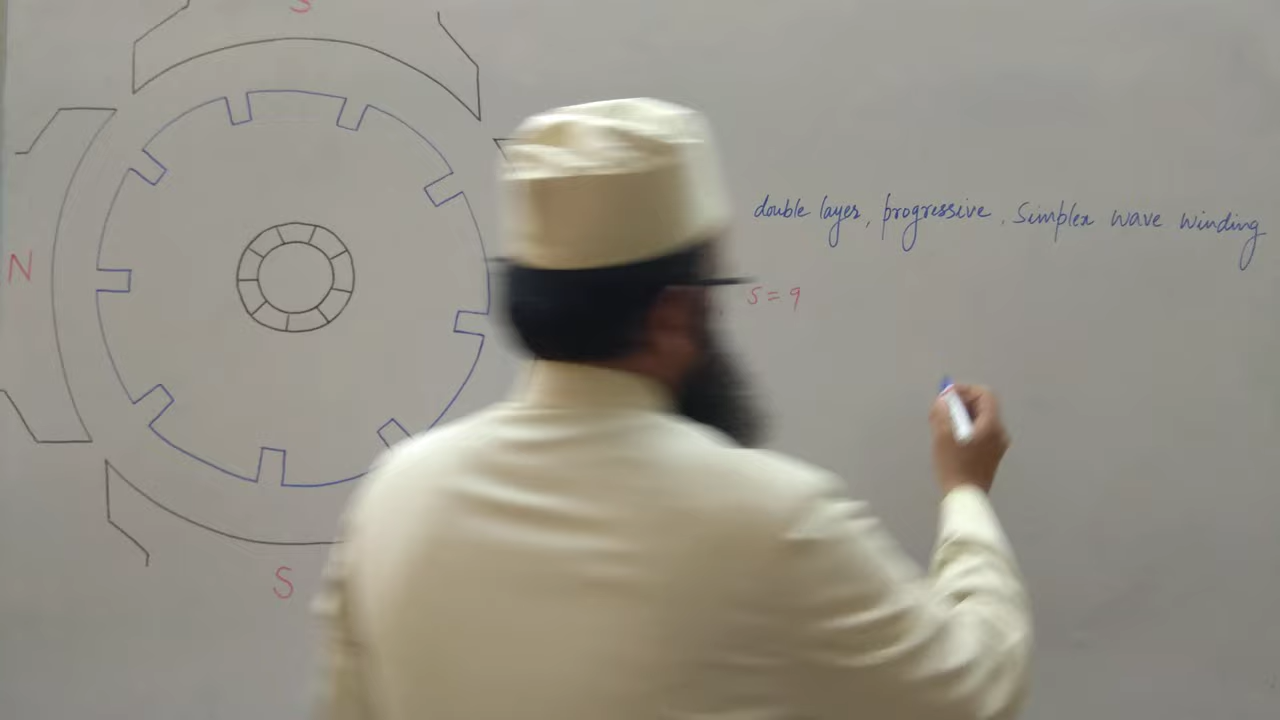 S
double layer, progressive, Simplex wave winding
N
S = 9
S